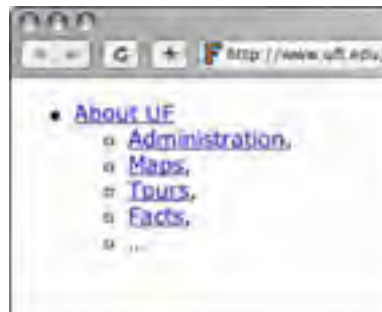 http://www.ufl.edu
About UF
Administration,
Maps,
Tours,
Facts,
...